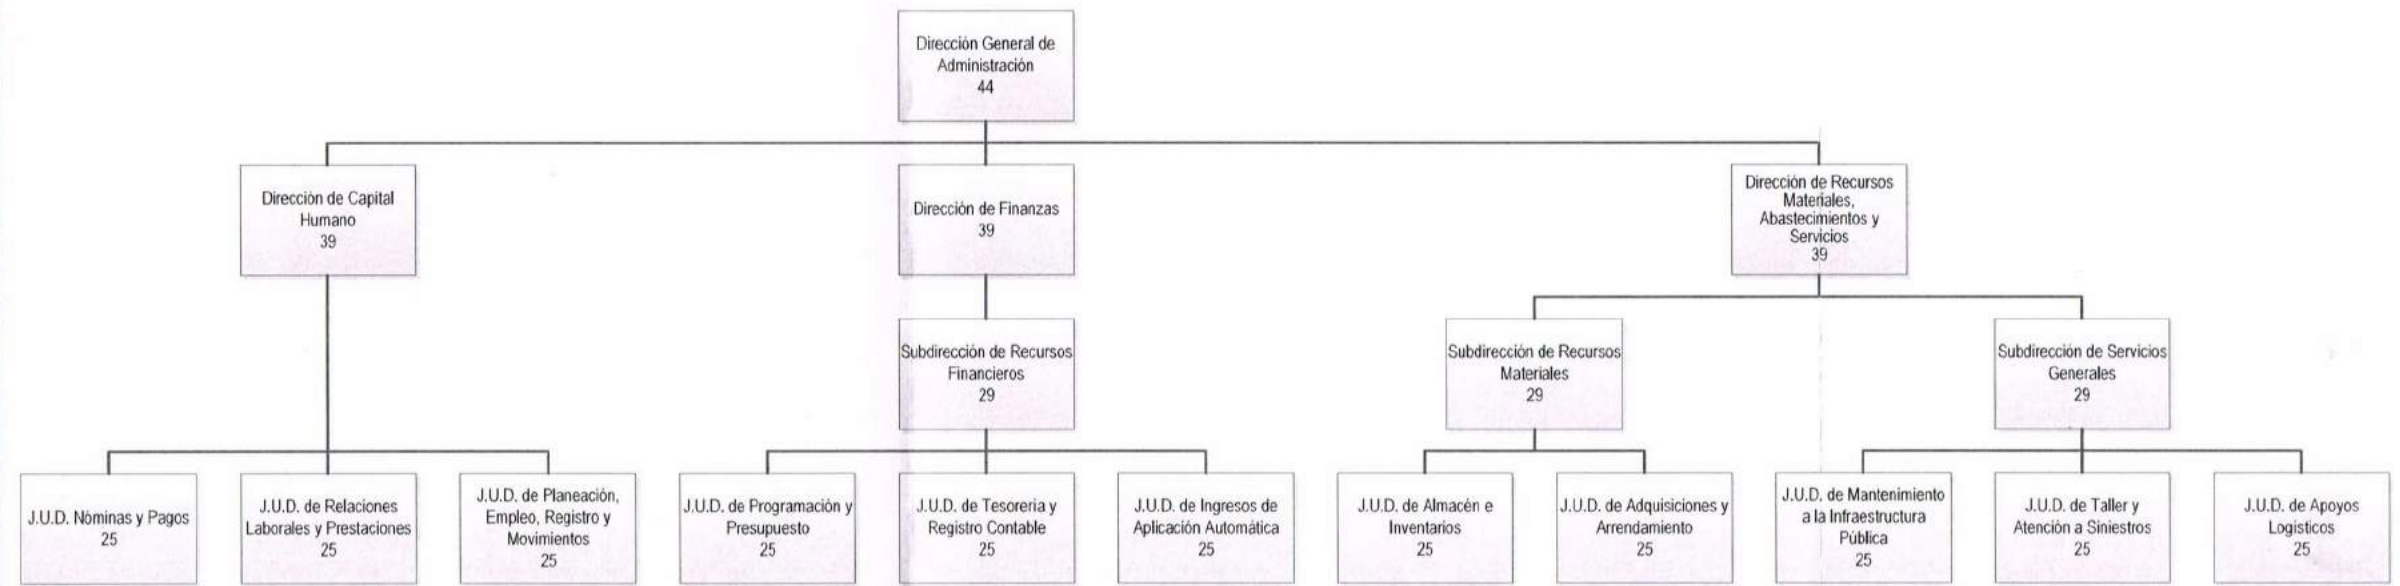 Dirección General de
Administración
44
Dirección de Capital
Humano
39
Dirección de Finanzas
39
Dirección de Recursos
Materiales,
Abastecimientos y
Servicios
39
Subdirección de Recursos
Financieros
29
Subdirección de Recursos
Materiales
29
Subdirección de Servicios
Generales
29
J.U.D. Nóminas y Pagos
25
J.U.D. de Relaciones
Laborales y Prestaciones
25
J.U.D. de Planeación,
Empleo, Registro y
Movimientos
25
J.U.D. de Programación y
Presupuesto
25
J.U.D. de Tesoreria y
Registro Contable
25
J.U.D. de Ingresos de
Aplicación Automática
25
J.U.D. de Almacén e
Inventarios
25
J.U.D. de Adquisiciones y
Arrendamiento
25
J.U.D. de Mantenimiento
a la Infraestructura
Pública
25
J.U.D. de Taller y
Atención a Siniestros
25
J.U.D. de Apoyos
Logísticos
25